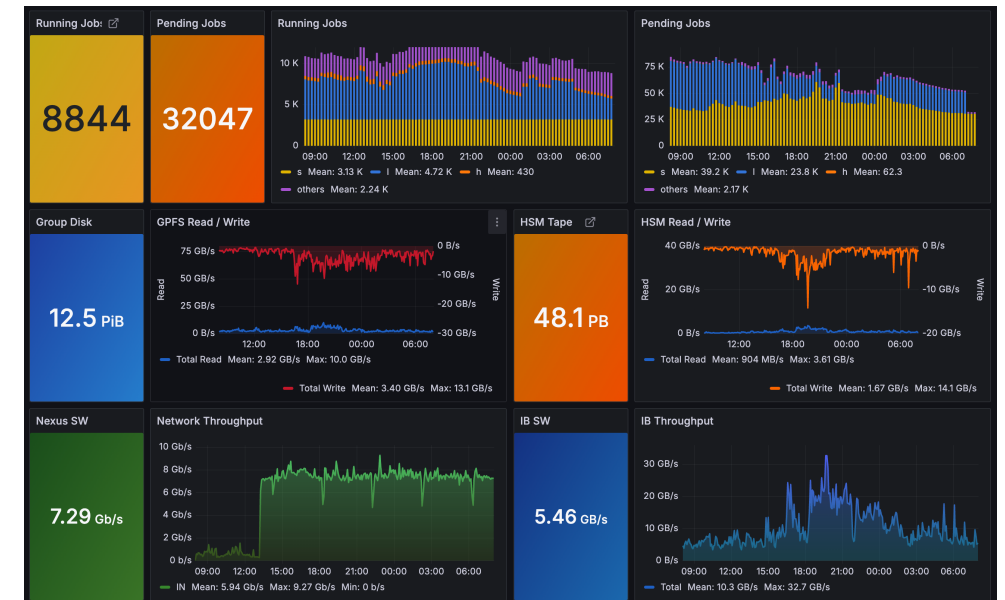 Running Job:
Pending Jobs
Running Jobs
Pending Jobs
8844
32047
10 K
5 K
0
09:00 12:00 15:00 18:00 21:00 00:00 03:00 06:00
s Mean: 3.13 K l Mean: 4.72 K h Mean: 430
others Mean: 2.24 K
75 K
50 K
25 K
0
09:00 12:00 15:00 18:00 21:00 00:00 03:00 06:00
s Mean: 39.2 K l Mean: 23.8 K h Mean: 62.3
others Mean: 2.17 K
Group Disk
GPFS Read / Write
HSM Tape
HSM Read / Write
12.5 PiB
75 GB/s
50 GB/s
25 GB/s
0 B/s
Read
0 B/s
-10 GB/s
-20 GB/s
-30 GB/s
Write
12:00 18:00 00:00 06:00
Total Read Mean: 2.92 GB/s Max: 10.0 GB/s
Total Write Mean: 3.40 GB/s Max: 13.1 GB/s
48.1 PB
40 GB/s
20 GB/s
0 B/s
Read
0 B/s
-10 GB/s
-20 GB/s
Write
12:00 18:00 00:00 06:00
Total Read Mean: 904 MB/s Max: 3.61 GB/s
Total Write Mean: 1.67 GB/s Max: 14.1 GB/s
Nexus SW
Network Throughput
IB SW
IB Throughput
7.29 Gb/s
10 Gb/s
8 Gb/s
6 Gb/s
4 Gb/s
2 Gb/s
0 b/s
09:00 12:00 15:00 18:00 21:00 00:00 03:00 06:00
IN Mean: 5.94 Gb/s Max: 9.27 Gb/s Min: 0 b/s
5.46 GB/s
30 GB/s
20 GB/s
10 GB/s
0 B/s
09:00 12:00 15:00 18:00 21:00 00:00 03:00 06:00
Total Mean: 10.3 GB/s Max: 32.7 GB/s